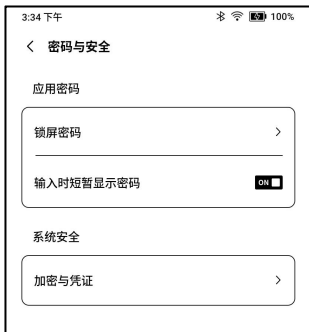 3:34 下午 100%
密码与安全
应用密码
锁屏密码
输入时短暂显示密码 ON
系统安全
加密与凭证